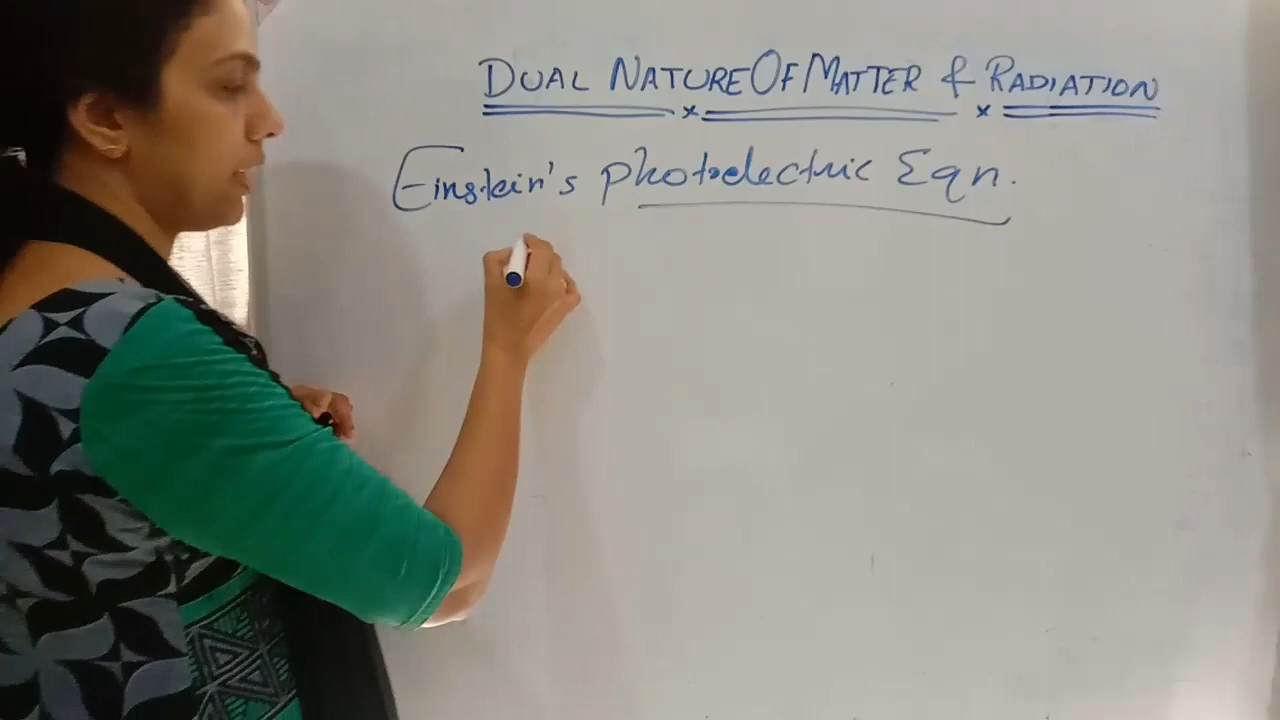 DUAL NATURE OF MATTER & RADIATION
Einstein's photoelectric Eqn.